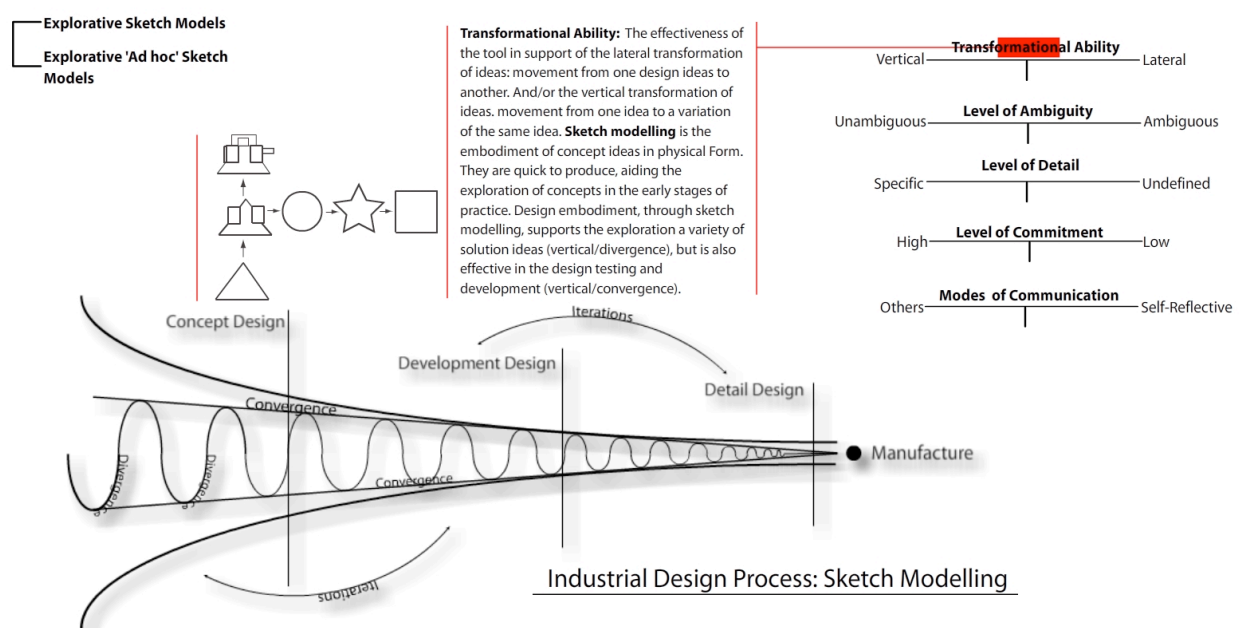 Explorative Sketch Models
Explorative 'Ad hoc' Sketch
Models
Transformational Ability: The effectiveness of
the tool in support of the lateral transformation
of ideas: movement from one design ideas to
another. And/or the vertical transformation of
ideas. movement from one idea to a variation
of the same idea. Sketch modelling is the
embodiment of concept ideas in physical Form.
They are quick to produce, aiding the
exploration of concepts in the early stages of
practice. Design embodiment, through sketch
modelling, supports the exploration a variety of
solution ideas (vertical/divergence), but is also
effective in the design testing and
development (vertical/convergence).
Transformational Ability
Vertical Lateral
Level of Ambiguity
Unambiguous Ambiguous
Level of Detail
Specific Undefined
Level of Commitment
High Low
Modes of Communication
Others Self-Reflective
Concept Design
Iterations
Development Design
Detail Design
Convergence
Divergence
Divergence
Convergence
Manufacture
Iterations
Industrial Design Process: Sketch Modelling